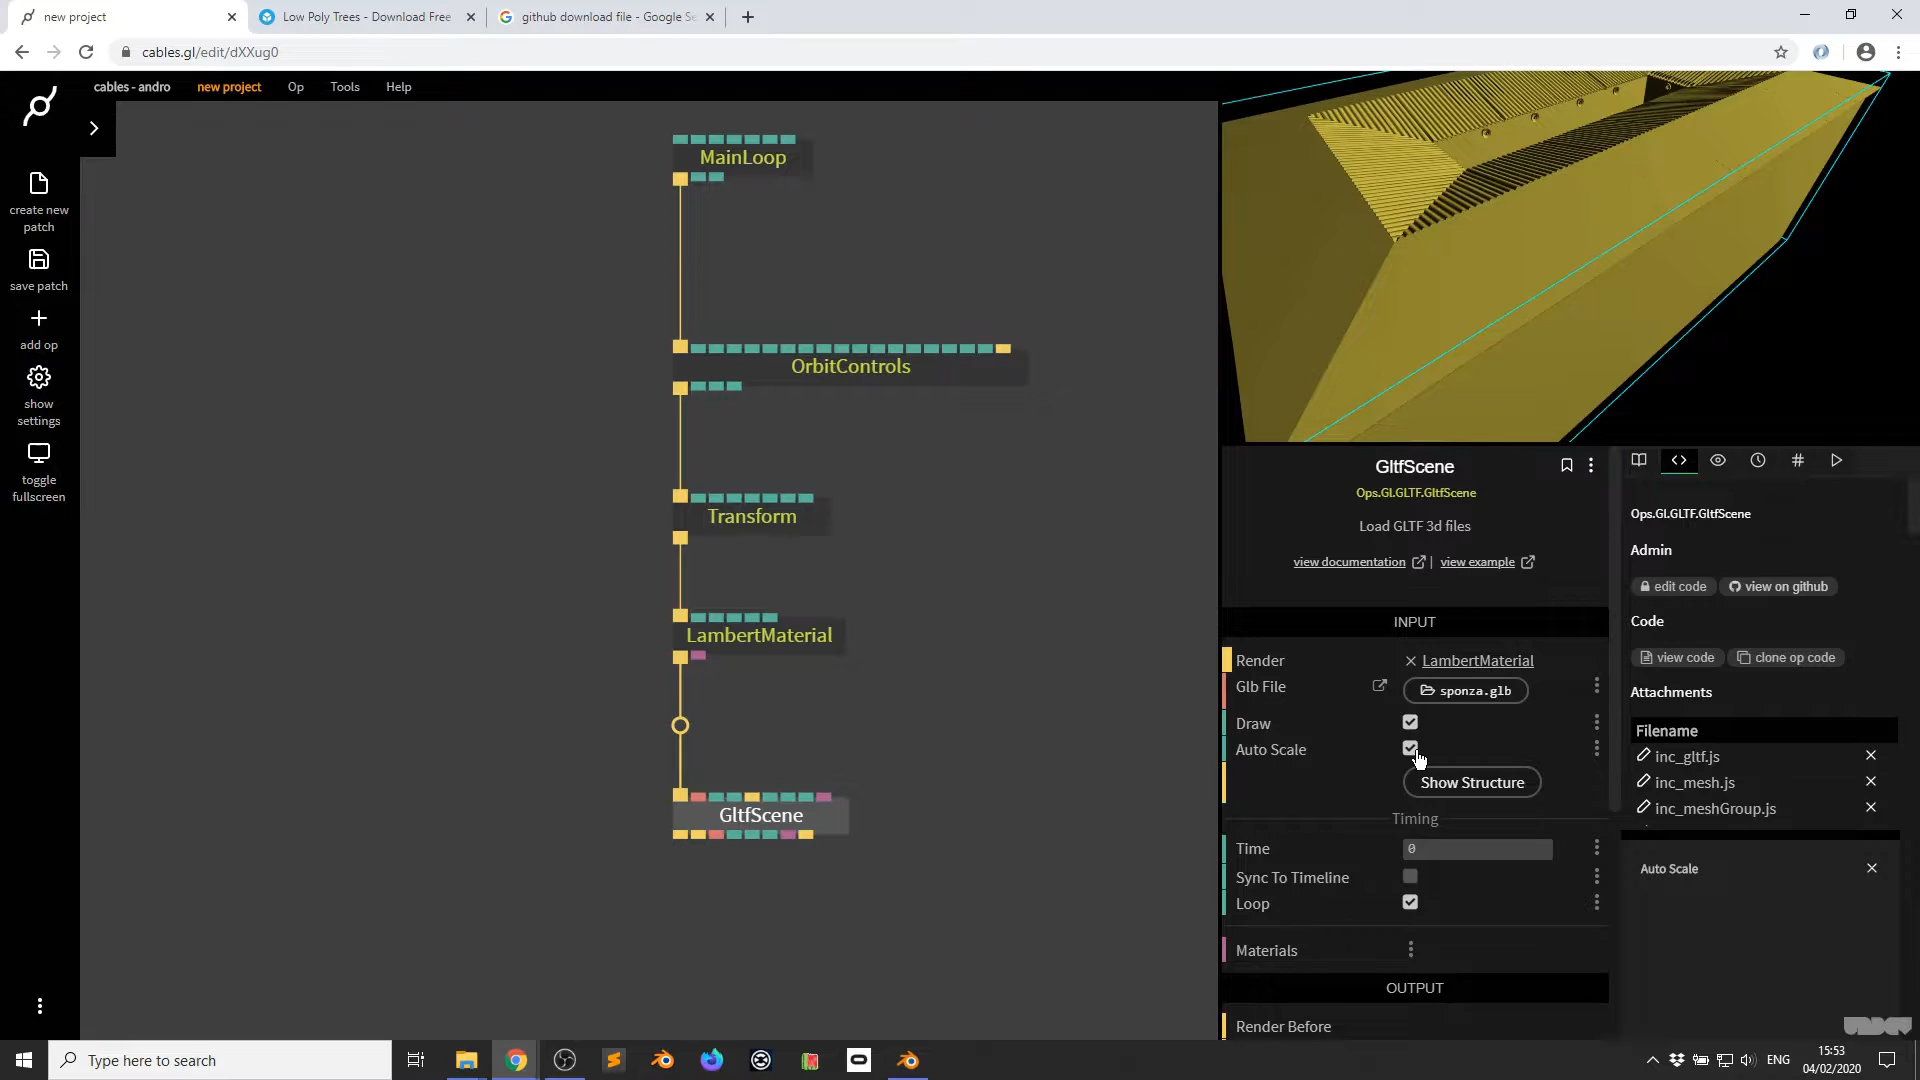 new project
Low Poly Trees - Download Free
github download file - Google Se
cables.gl/edit/dXXug0
cables - andro
new project
Op
Tools
Help
create new
patch
save patch
add op
show
settings
toggle
fullscreen
MainLoop
OrbitControls
Transform
LambertMaterial
GltfScene
GltfScene
Ops.Gl.GLTF.GltfScene
Load GLTF 3d files
view documentation | view example
INPUT
Render
LambertMaterial
Glb File
sponza.glb
Draw
Auto Scale
Show Structure
Timing
Time
0
Sync To Timeline
Loop
Materials
OUTPUT
Render Before
Ops.Gl.GLTF.GltfScene
Admin
edit code
view on github
Code
view code
clone op code
Attachments
Filename
inc_gltf.js
inc_mesh.js
inc_meshGroup.js
Auto Scale
UNDEV
Type here to search
ENG
15:53
04/02/2020